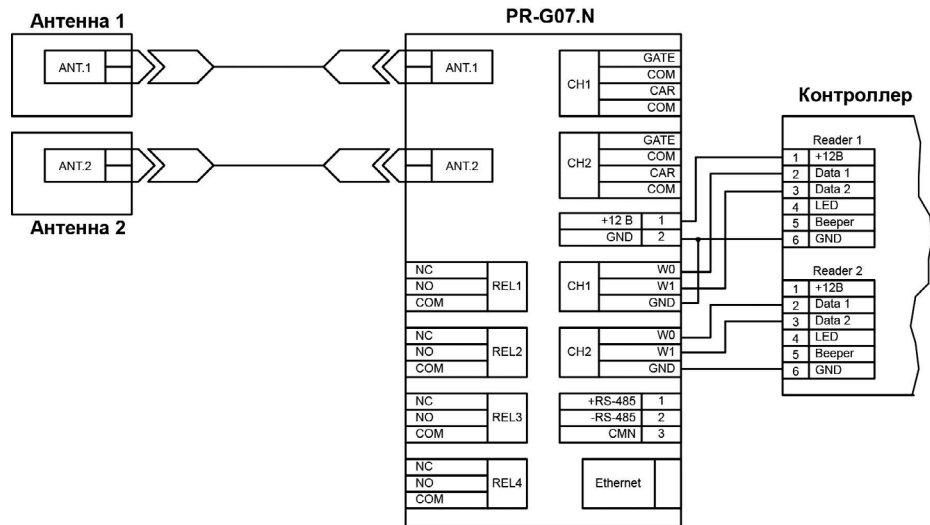 PR-G07.N
Антенна 1
ANT.1
ANT.1
Антенна 2
ANT.2
ANT.2
CH1
GATE
COM
CAR
COM
CH2
GATE
COM
CAR
COM
+12 В 1
GND 2
REL1
NC
NO
COM
CH1
W0
W1
GND
REL2
NC
NO
COM
CH2
W0
W1
GND
REL3
NC
NO
COM
+RS-485 1
-RS-485 2
CMN 3
REL4
NC
NO
COM
Ethernet
Контроллер
Reader 1
1 +12В
2 Data 1
3 Data 2
4 LED
5 Beeper
6 GND
Reader 2
1 +12В
2 Data 1
3 Data 2
4 LED
5 Beeper
6 GND